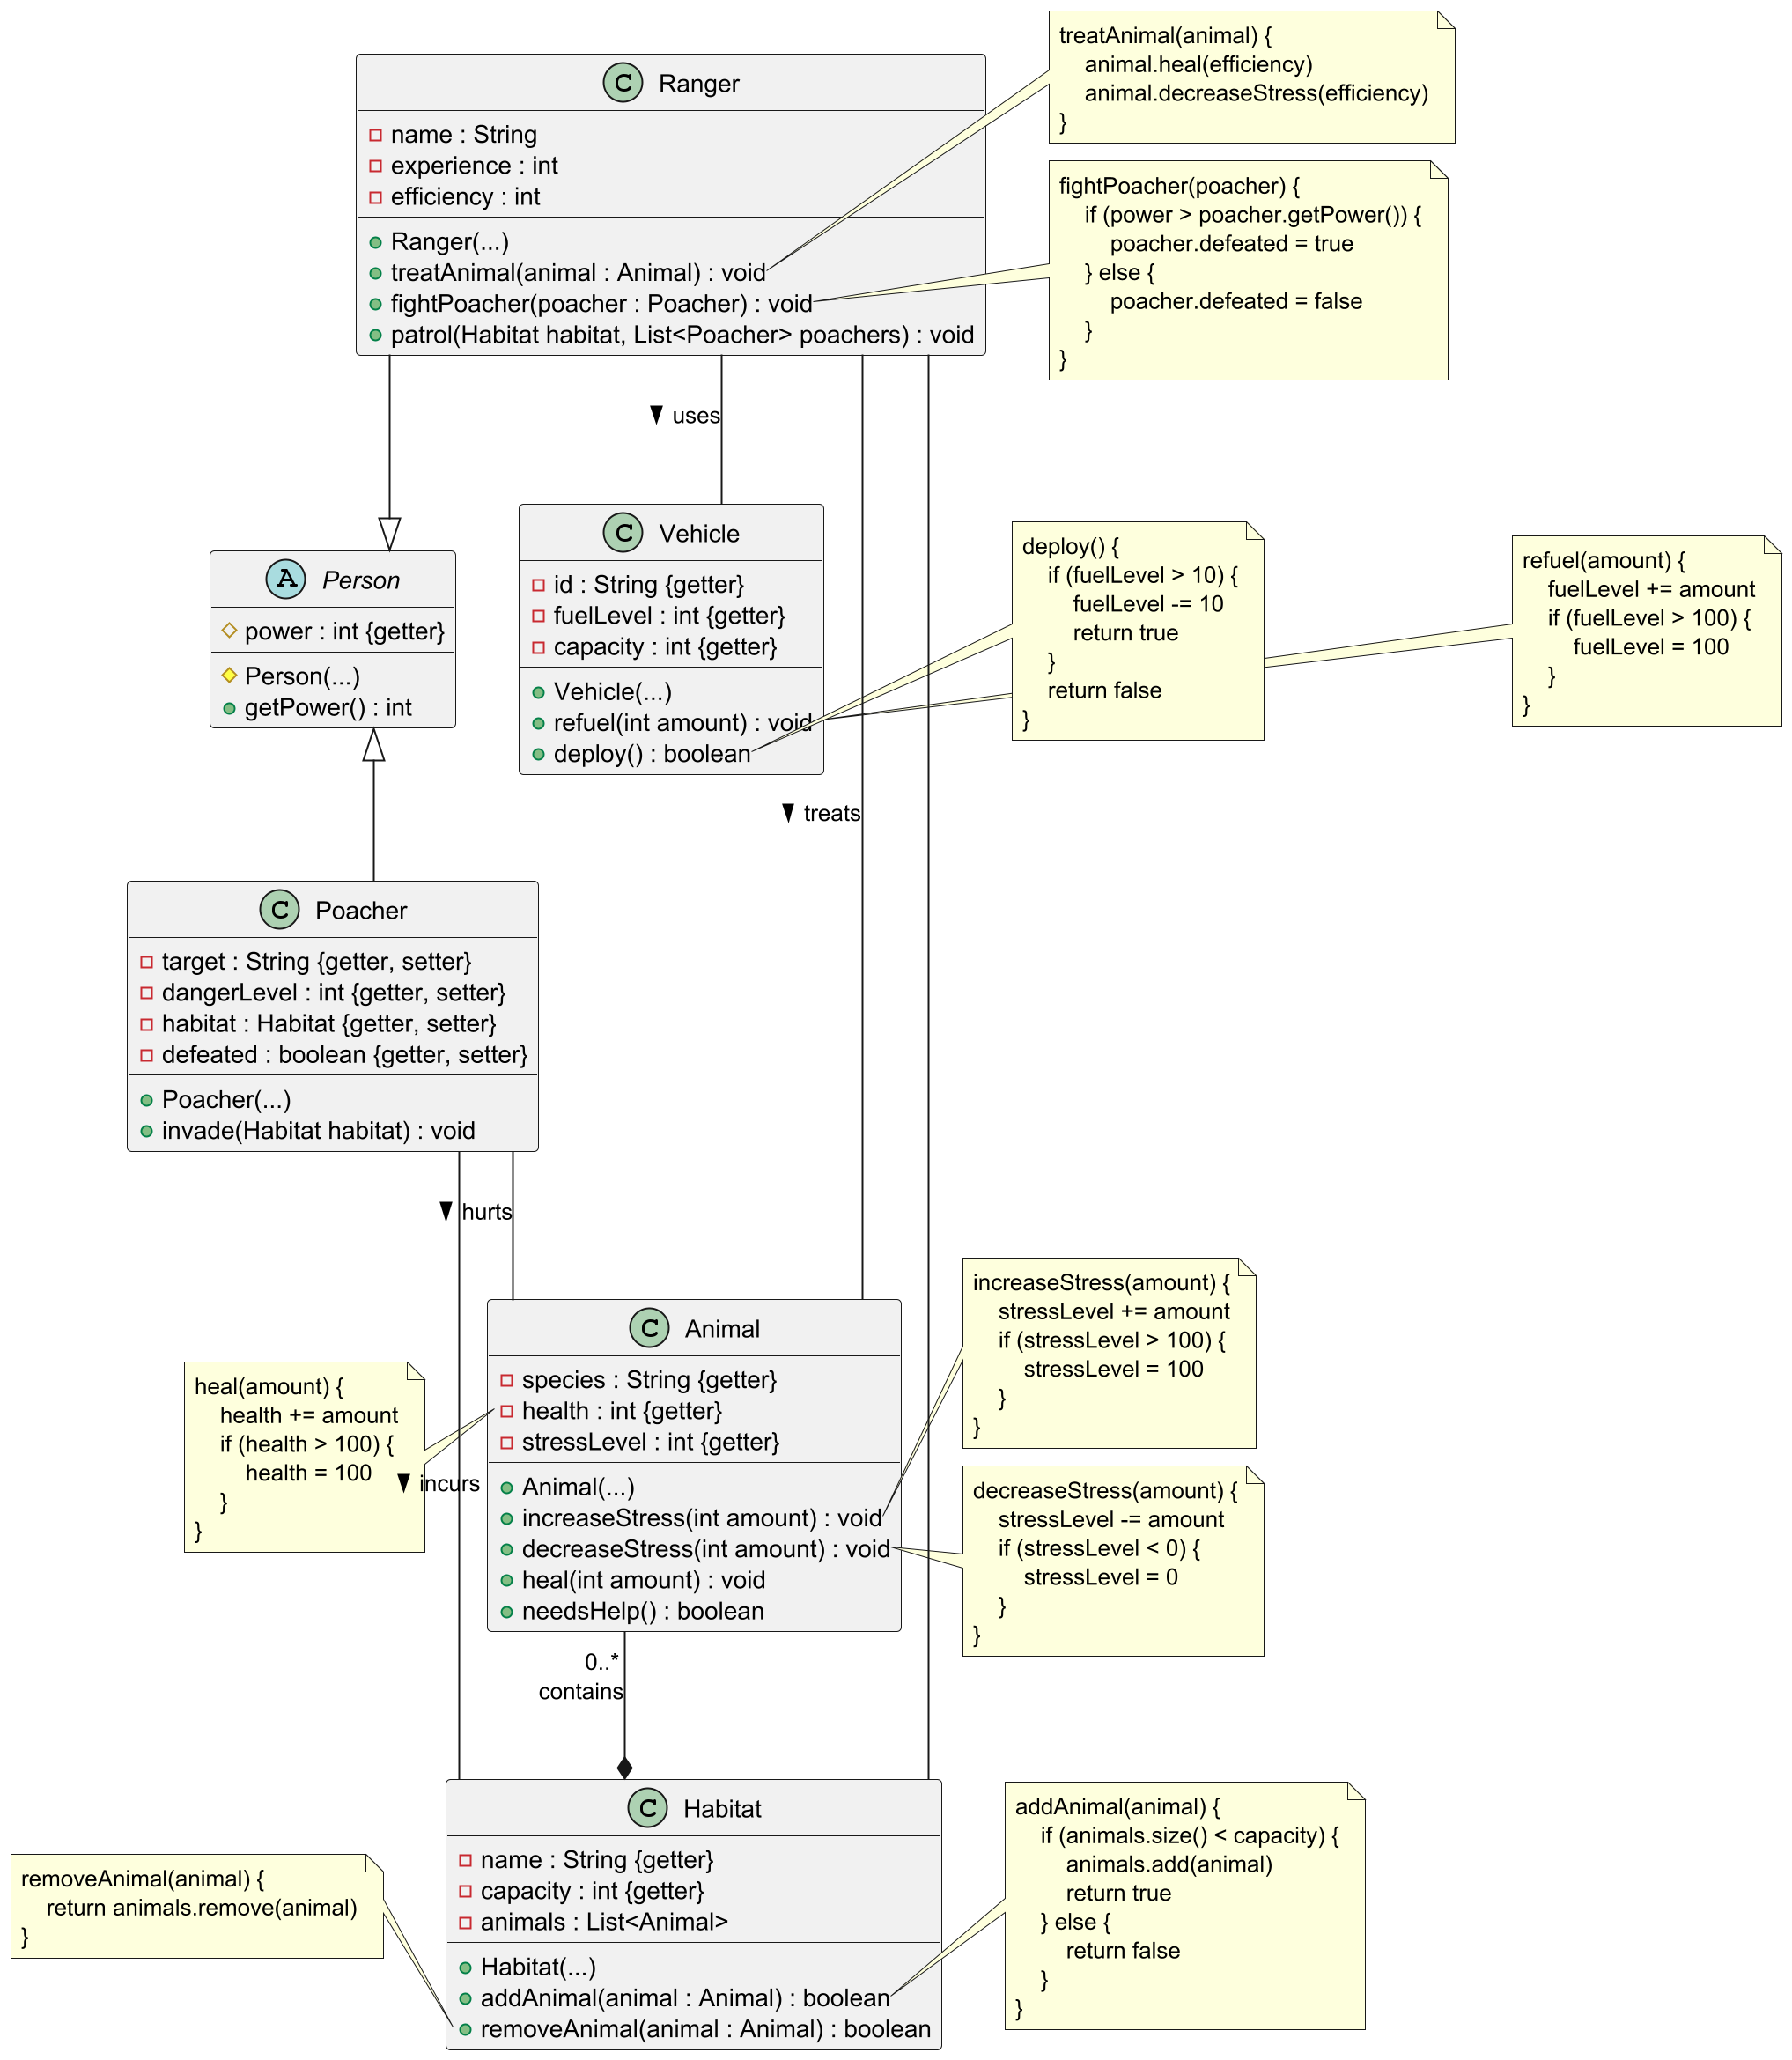 C Ranger
name : String
experience : int
efficiency : int
Ranger(...)
treatAnimal(animal : Animal) : void
fightPoacher(poacher : Poacher) : void
patrol(Habitat habitat, List<Poacher> poachers) : void
treatAnimal(animal) {
animal.heal(efficiency)
animal.decreaseStress(efficiency)
}
fightPoacher(poacher) {
if (power > poacher.getPower()) {
poacher.defeated = true
} else {
poacher.defeated = false
}
}
uses
A Person
power : int {getter}
Person(...)
getPower() : int
C Vehicle
id : String {getter}
fuelLevel : int {getter}
capacity : int {getter}
Vehicle(...)
refuel(int amount) : void
deploy() : boolean
deploy() {
if (fuelLevel > 10) {
fuelLevel -= 10
return true
}
return false
}
refuel(amount) {
fuelLevel += amount
if (fuelLevel > 100) {
fuelLevel = 100
}
}
treats
C Poacher
target : String {getter, setter}
dangerLevel : int {getter, setter}
habitat : Habitat {getter, setter}
defeated : boolean {getter, setter}
Poacher(...)
invade(Habitat habitat) : void
hurts
heal(amount) {
health += amount
if (health > 100) {
health = 100
}
}
incurs
C Animal
species : String {getter}
health : int {getter}
stressLevel : int {getter}
Animal(...)
increaseStress(int amount) : void
decreaseStress(int amount) : void
heal(int amount) : void
needsHelp() : boolean
increaseStress(amount) {
stressLevel += amount
if (stressLevel > 100) {
stressLevel = 100
}
}
decreaseStress(amount) {
stressLevel -= amount
if (stressLevel < 0) {
stressLevel = 0
}
}
0..*
contains
removeAnimal(animal) {
return animals.remove(animal)
}
C Habitat
name : String {getter}
capacity : int {getter}
animals : List<Animal>
Habitat(...)
addAnimal(animal : Animal) : boolean
removeAnimal(animal : Animal) : boolean
addAnimal(animal) {
if (animals.size() < capacity) {
animals.add(animal)
return true
} else {
return false
}
}